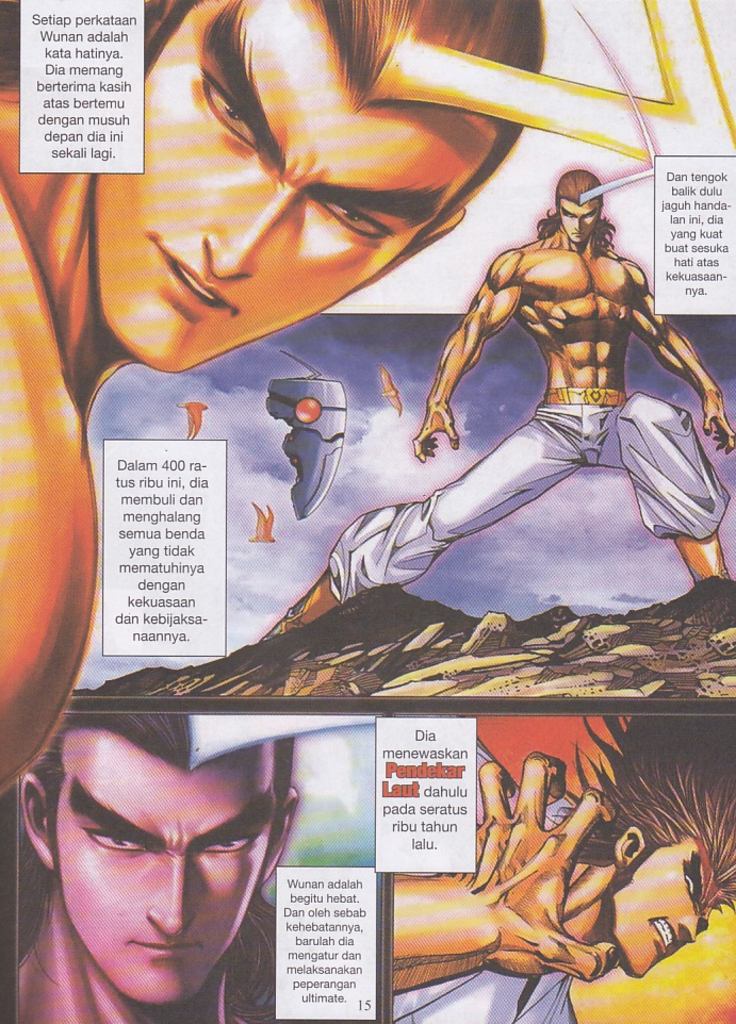 Setiap perkataan
Wunan adalah
kata hatinya.
Dia memang
berterima kasih
atas bertemu
dengan musuh
depan dia ini
sekali lagi.
Dan tengok
balik dulu
jaguh handa-
lan ini, dia
yang kuat
buat sesuka
hati atas
kekuasaan-
nya.
Dalam 400 ra-
tus ribu ini, dia
membuli dan
menghalang
semua benda
yang tidak
mematuhinya
dengan
kekuasaan
dan kebijaksa-
naannya.
Dia
menewaskan
Pendekar
Laut dahulu
pada seratus
ribu tahun
lalu.
Wunan adalah
begitu hebat.
Dan oleh sebab
kehebatannya,
barulah dia
mengatur dan
melaksanakan
peperangan
ultimate.
15